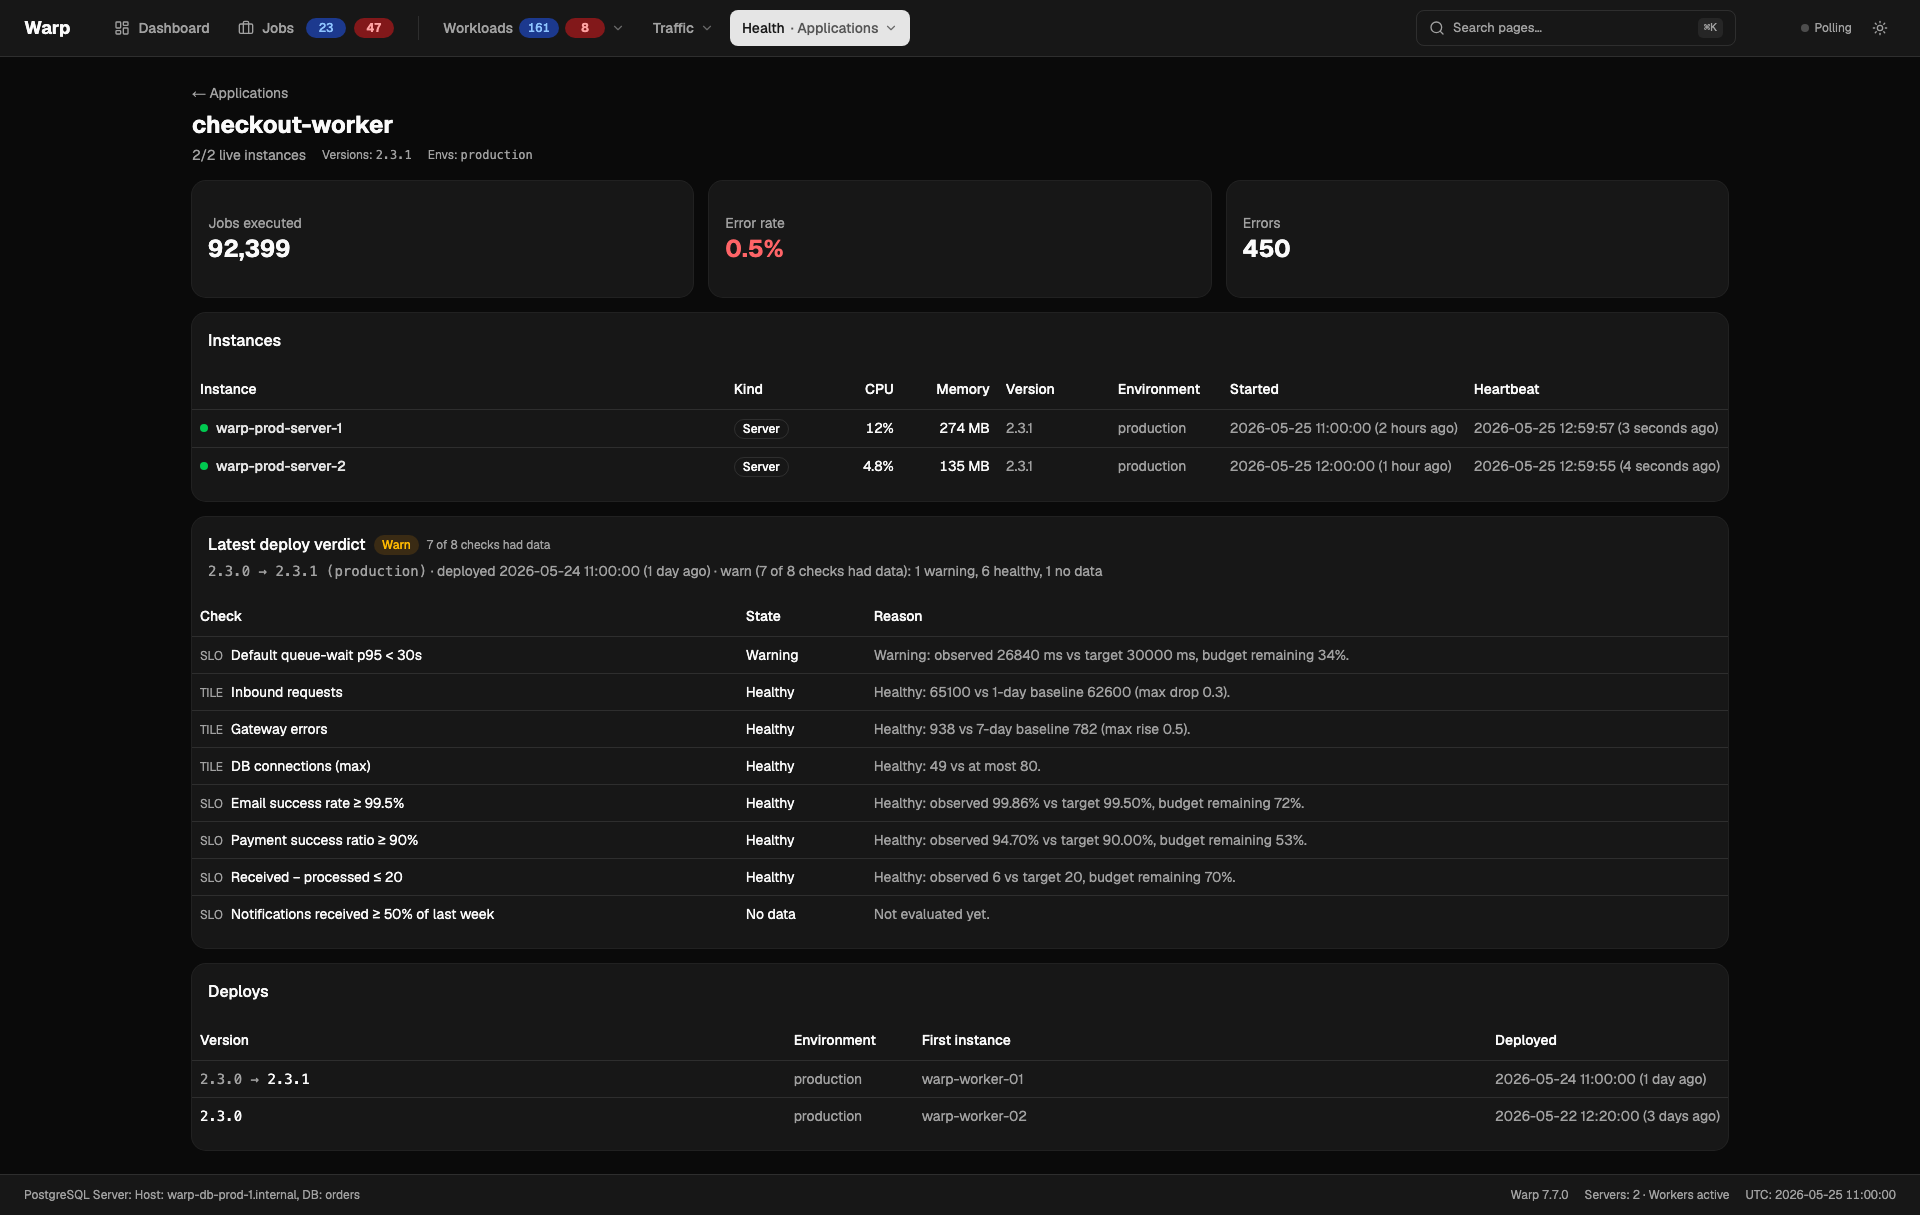 Warp Dashboard Jobs 23 47 Workloads 161 8 Traffic Health · Applications Search pages... ⌘K Polling
← Applications
checkout-worker
2/2 live instances Versions: 2.3.1 Envs: production
Jobs executed Error rate Errors
92,399 0.5% 450
Instances
Instance Kind CPU Memory Version Environment Started Heartbeat
warp-prod-server-1 Server 12% 274 MB 2.3.1 production 2026-05-25 11:00:00 (2 hours ago) 2026-05-25 12:59:57 (3 seconds ago)
warp-prod-server-2 Server 4.8% 135 MB 2.3.1 production 2026-05-25 12:00:00 (1 hour ago) 2026-05-25 12:59:55 (4 seconds ago)
Latest deploy verdict Warn 7 of 8 checks had data
2.3.0 → 2.3.1 (production) · deployed 2026-05-24 11:00:00 (1 day ago) · warn (7 of 8 checks had data): 1 warning, 6 healthy, 1 no data
Check State Reason
SLO Default queue-wait p95 < 30s Warning Warning: observed 26840 ms vs target 30000 ms, budget remaining 34%.
TILE Inbound requests Healthy Healthy: 65100 vs 1-day baseline 62600 (max drop 0.3).
TILE Gateway errors Healthy Healthy: 938 vs 7-day baseline 782 (max rise 0.5).
TILE DB connections (max) Healthy Healthy: 49 vs at most 80.
SLO Email success rate ≥ 99.5% Healthy Healthy: observed 99.86% vs target 99.50%, budget remaining 72%.
SLO Payment success ratio ≥ 90% Healthy Healthy: observed 94.70% vs target 90.00%, budget remaining 53%.
SLO Received – processed ≤ 20 Healthy Healthy: observed 6 vs target 20, budget remaining 70%.
SLO Notifications received ≥ 50% of last week No data Not evaluated yet.
Deploys
Version Environment First instance Deployed
2.3.0 → 2.3.1 production warp-worker-01 2026-05-24 11:00:00 (1 day ago)
2.3.0 production warp-worker-02 2026-05-22 12:20:00 (3 days ago)
PostgreSQL Server: Host: warp-db-prod-1.internal, DB: orders Warp 7.7.0 Servers: 2 · Workers active UTC: 2026-05-25 11:00:00